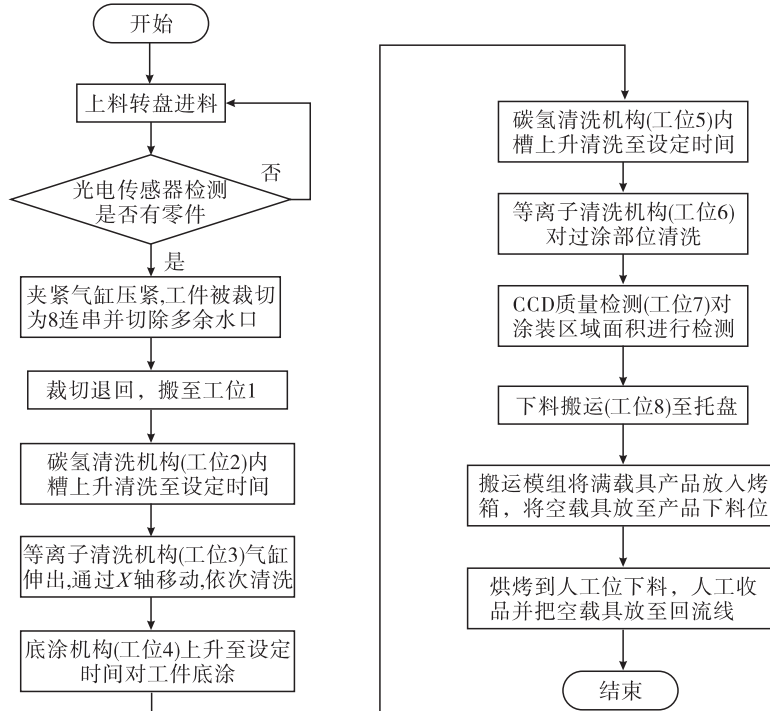 开始
上料转盘进料
光电传感器检测
是否有零件
否
是
夹紧气缸压紧,工件被裁切
为8连串并切除多余水口
裁切退回，搬至工位1
碳氢清洗机构(工位2)内
槽上升清洗至设定时间
等离子清洗机构(工位3)气缸
伸出,通过X轴移动,依次清洗
底涂机构(工位4)上升至设定
时间对工件底涂
碳氢清洗机构(工位5)内
槽上升清洗至设定时间
等离子清洗机构(工位6)
对过涂部位清洗
CCD质量检测(工位7)对
涂装区域面积进行检测
下料搬运(工位8)至托盘
搬运模组将满载具产品放入烤
箱，将空载具放至产品下料位
烘烤到人工位下料，人工收
品并把空载具放至回流线
结束